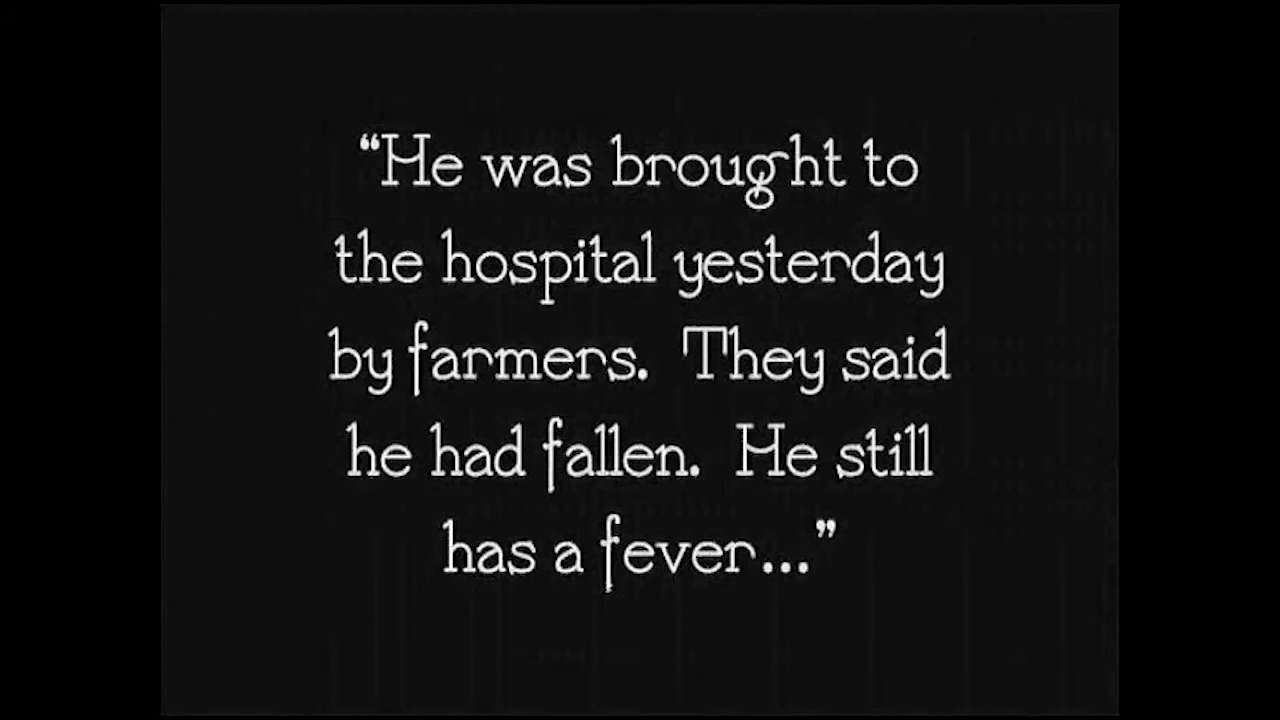 “He was brought to
the hospital yesterday
by farmers. They said
he had fallen. He still
has a fever...”